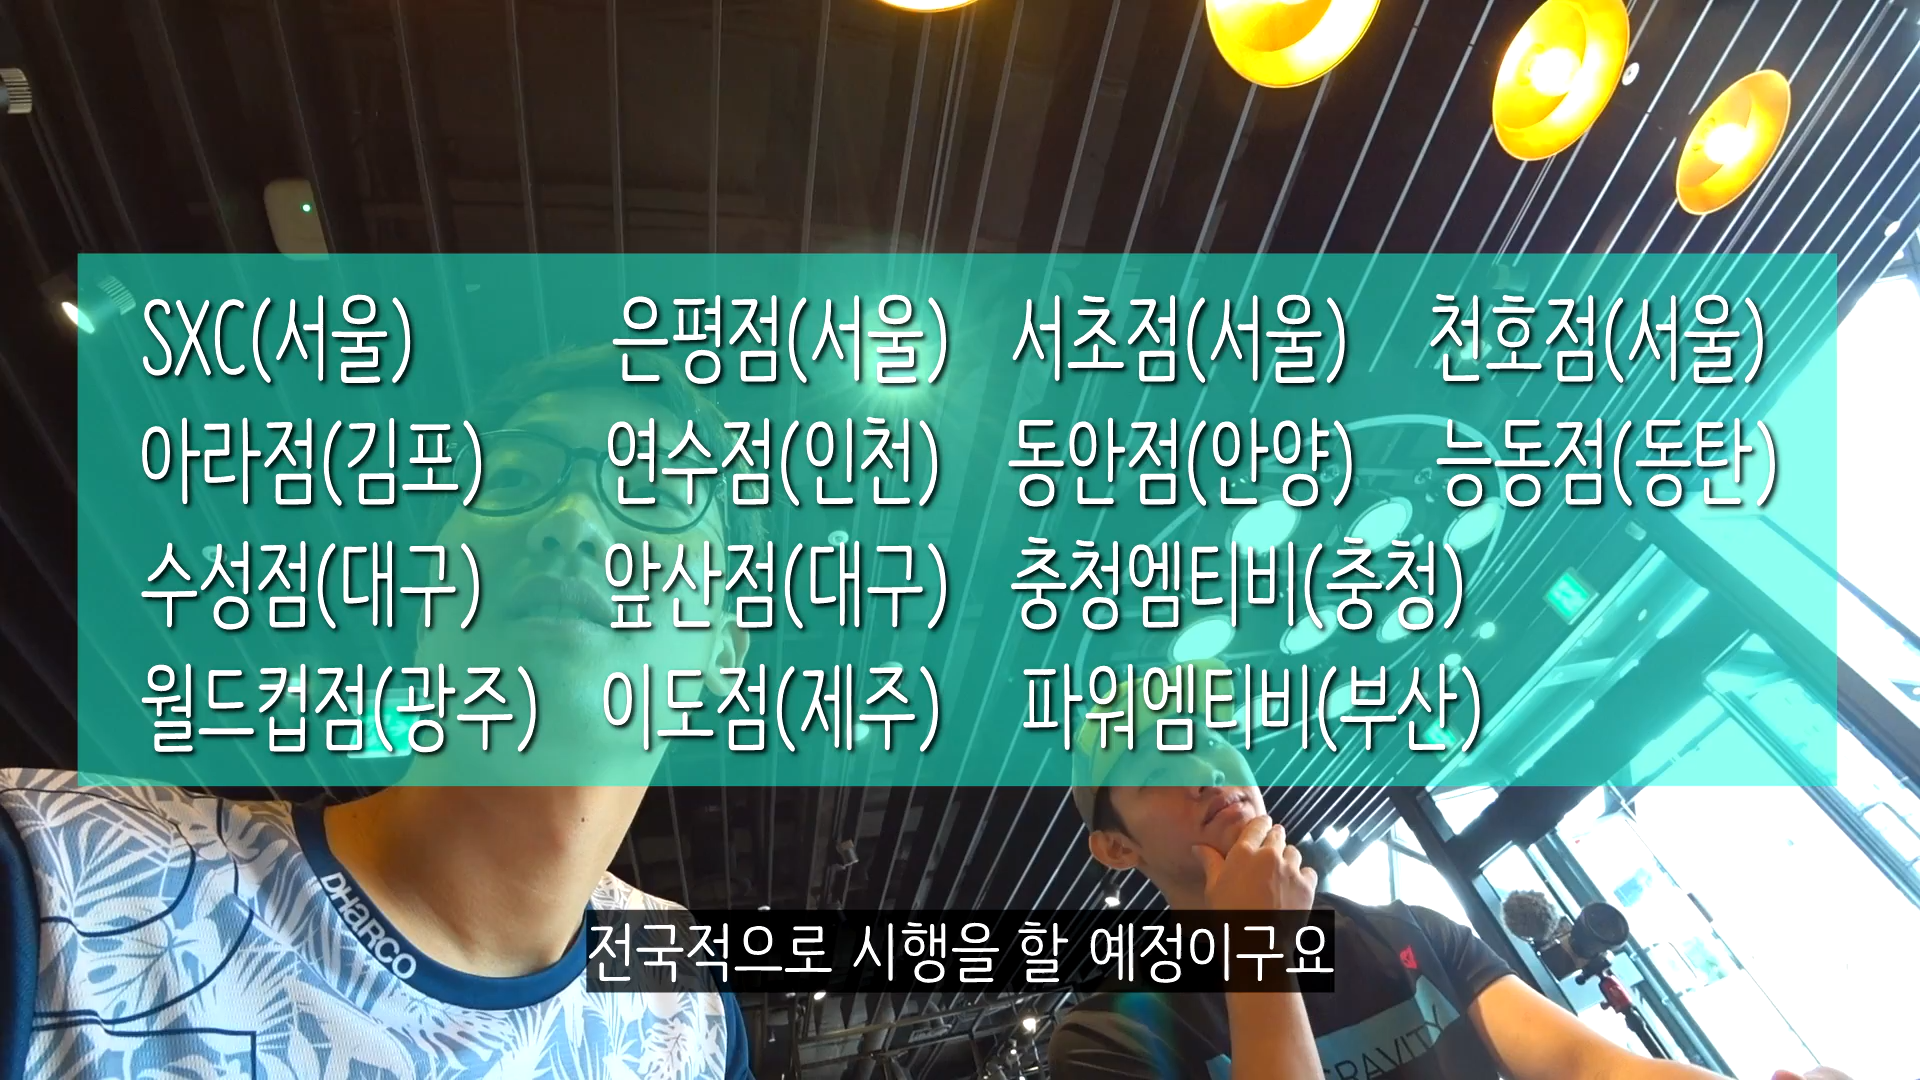 SXC(서울) 은평점(서울) 서초점(서울) 천호점(서울)
아라점(김포) 연수점(인천) 동안점(안양) 능동점(동탄)
수성점(대구) 앞산점(대구) 충청엠티비(충청)
월드컵점(광주) 이도점(제주) 파워엠티비(부산)
DHaRCO
전국적으로 시행을 할 예정이구요
GRAVITY